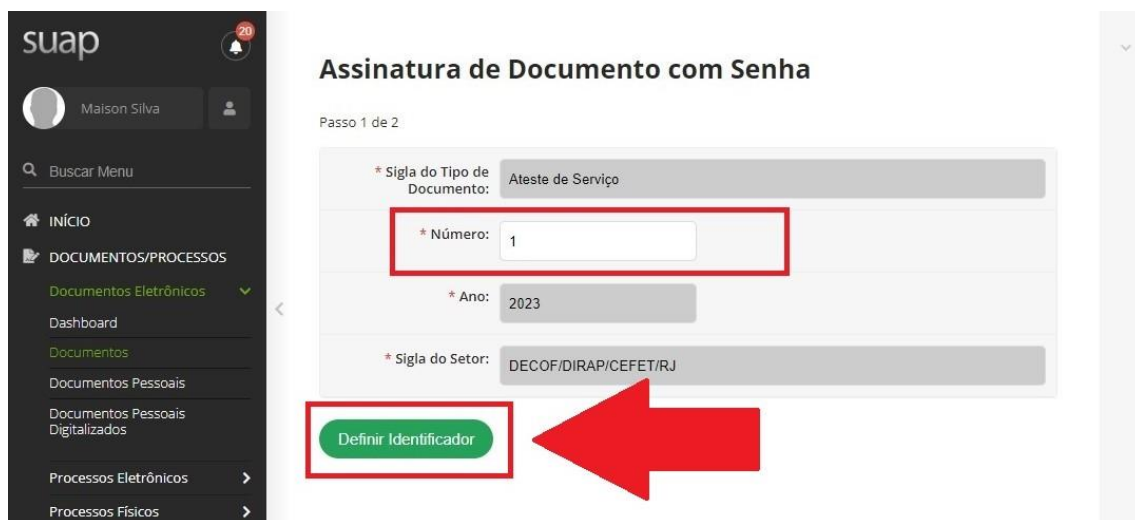 suap
20
Maison Silva
Buscar Menu
INÍCIO
DOCUMENTOS/PROCESSOS
Documentos Eletrônicos
Dashboard
Documentos
Documentos Pessoais
Documentos Pessoais
Digitalizados
Processos Eletrônicos
Processos Físicos
Assinatura de Documento com Senha
Passo 1 de 2
* Sigla do Tipo de
Documento:
Ateste de Serviço
* Número:
1
* Ano:
2023
* Sigla do Setor:
DECOF/DIRAP/CEFET/RJ
Definir Identificador